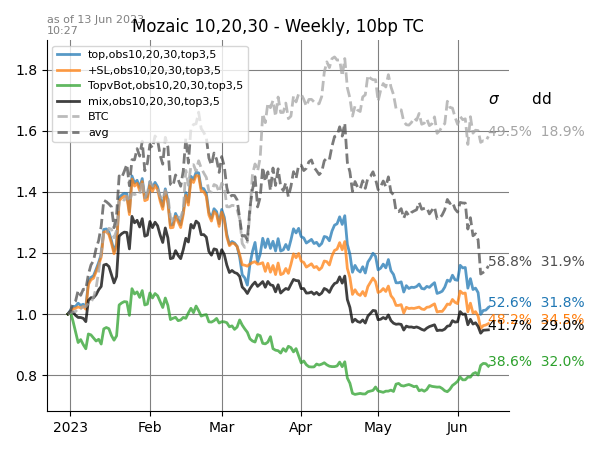 as of 13 Jun 2023
10:27
Mozaic 10,20,30 - Weekly, 10bp TC
top,obs10,20,30,top3,5
+SL,obs10,20,30,top3,5
TopvBot,obs10,20,30,top3,5
mix,obs10,20,30,top3,5
BTC
avg
σ dd
49.5% 18.9%
58.8% 31.9%
52.6% 31.8%
48.2% 34.5%
41.7% 29.0%
38.6% 32.0%
1.8
1.6
1.4
1.2
1.0
0.8
2023 Feb Mar Apr May Jun